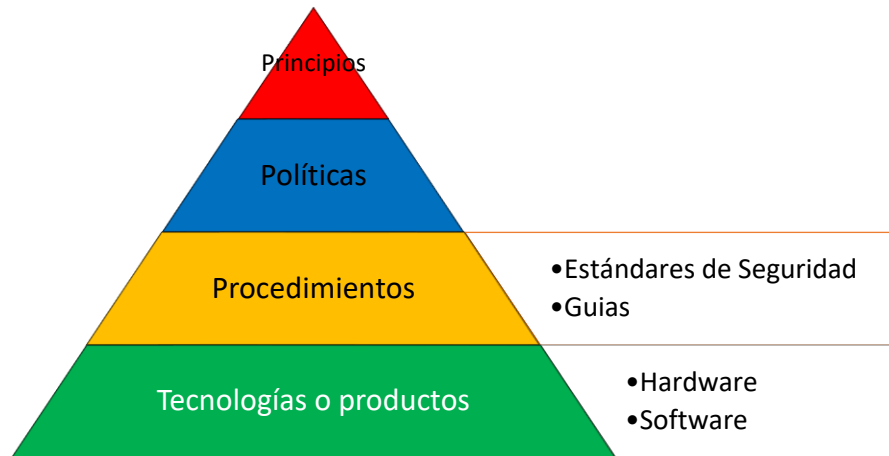 Principios
Políticas
Procedimientos
•Estándares de Seguridad
•Guias
Tecnologías o productos
•Hardware
•Software